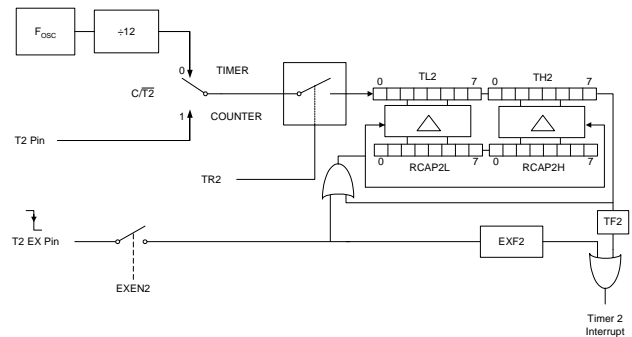 FOSC
÷12
0
TIMER
C/T2
1
COUNTER
T2 Pin
TR2
0
7
TL2
0
7
TH2
0
7
RCAP2L
0
7
RCAP2H
TF2
T2 EX Pin
EXEN2
EXF2
Timer 2
Interrupt